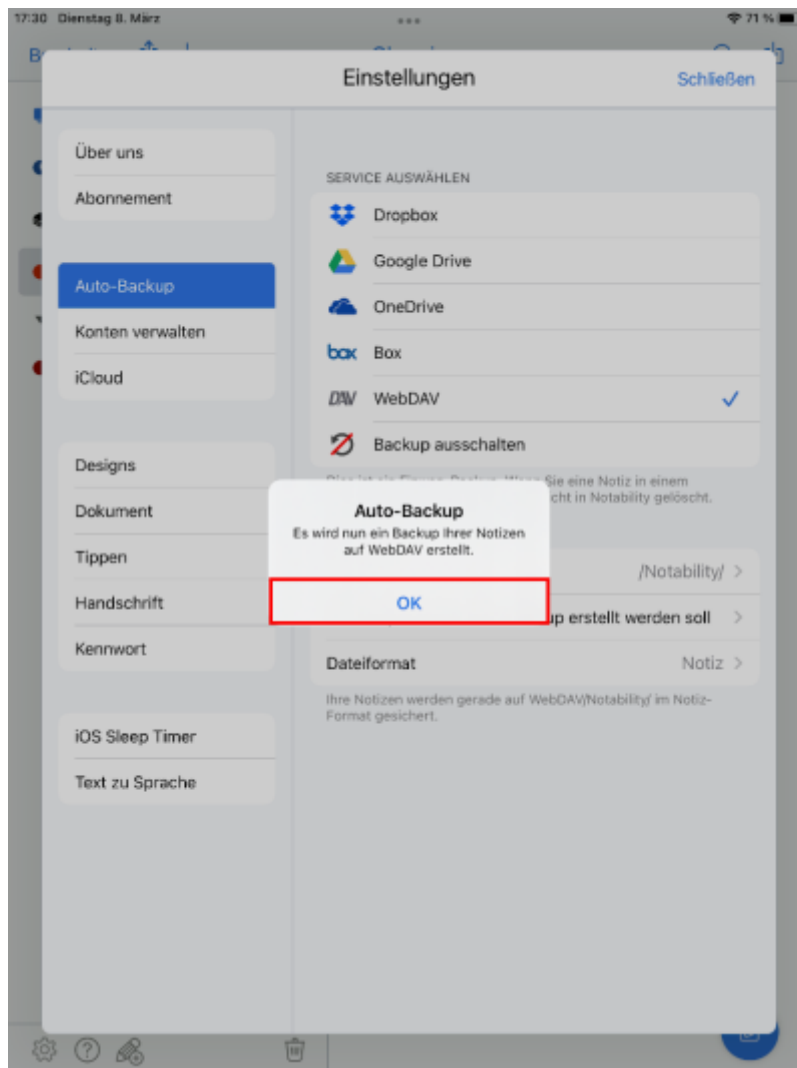 17:30 Dienstag 8. März
71 %
Einstellungen
Schließen
Über uns
Abonnement
Auto-Backup
Konten verwalten
iCloud
Designs
Dokument
Tippen
Handschrift
Kennwort
iOS Sleep Timer
Text zu Sprache
SERVICE AUSWÄHLEN
Dropbox
Google Drive
OneDrive
box Box
DAV WebDAV
Backup ausschalten
Sie eine Notiz in einem
in Notability gelöscht.
Auto-Backup
Es wird nun ein Backup Ihrer Notizen
auf WebDAV erstellt.
OK
/Notability/ >
erstellt werden soll >
Dateiformat Notiz >
Ihre Notizen werden gerade auf WebDAV/Notability/ im Notiz-
Format gesichert.